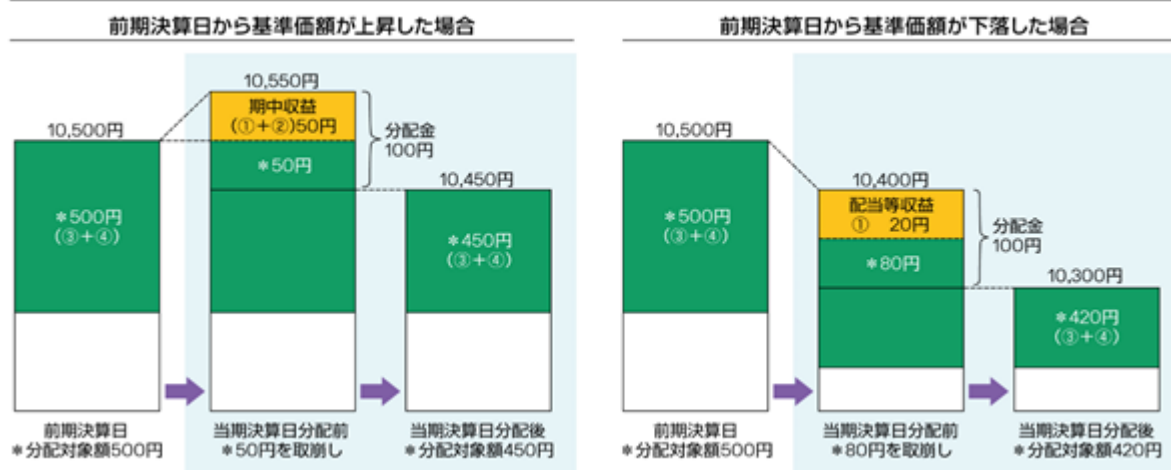 前期決算日から基準価額が上昇した場合
10,500円
＊500円
(③＋④)
前期決算日
＊分配対象額500円
10,550円
期中収益
(①＋②)50円
＊50円
分配金
100円
当期決算日分配前
＊50円を取崩し
10,450円
＊450円
(③＋④)
当期決算日分配後
＊分配対象額450円
前期決算日から基準価額が下落した場合
10,500円
＊500円
(③＋④)
前期決算日
＊分配対象額500円
10,400円
配当等収益
① 20円
＊80円
分配金
100円
当期決算日分配前
＊80円を取崩し
10,300円
＊420円
(③＋④)
当期決算日分配後
＊分配対象額420円